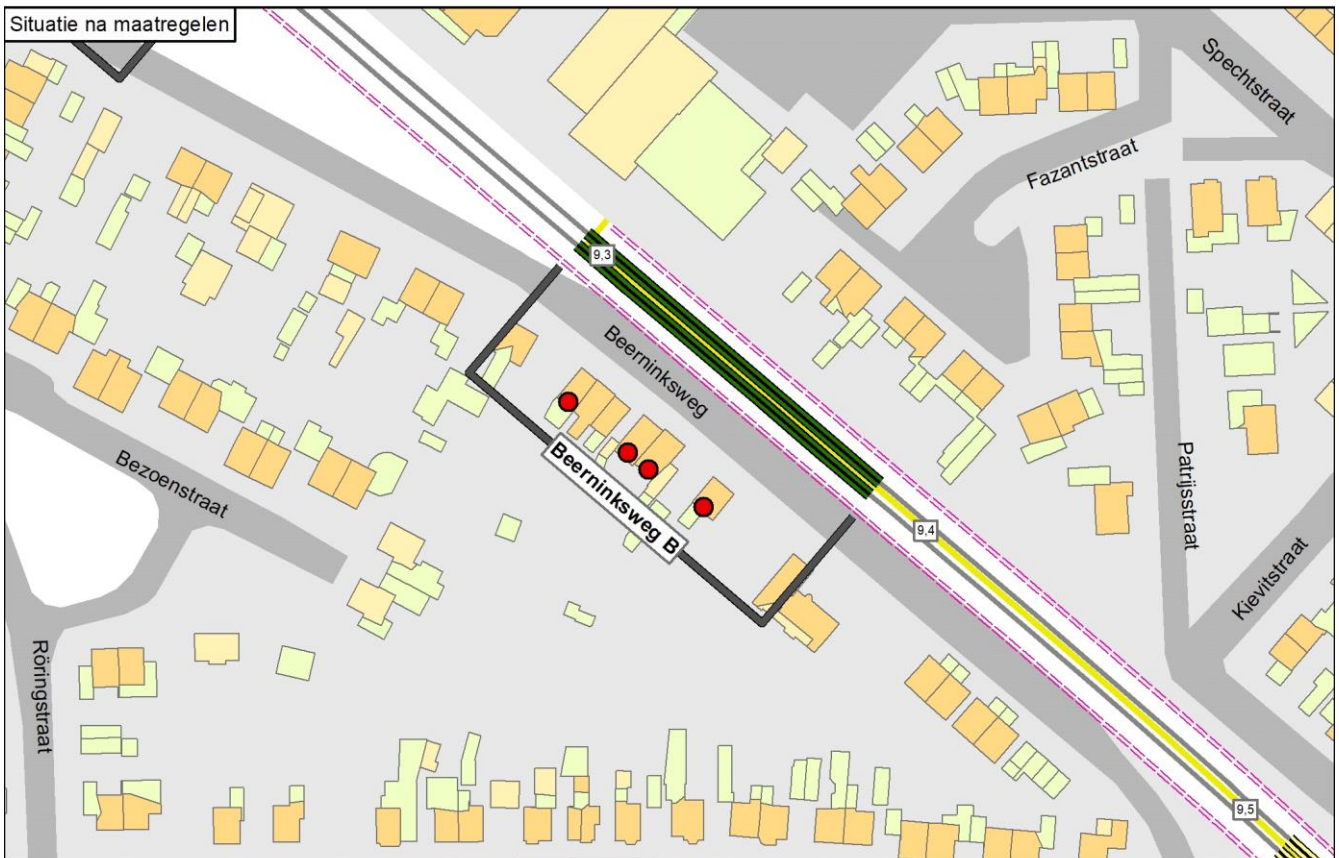 Situatie na maatregelen
Spechtstraat
Fazantstraat
9,3
Beerninksweg
Bezoenstraat
Beerninksweg B
Patrijsstraat
9,4
Kievitstraat
Röringstraat
9,5